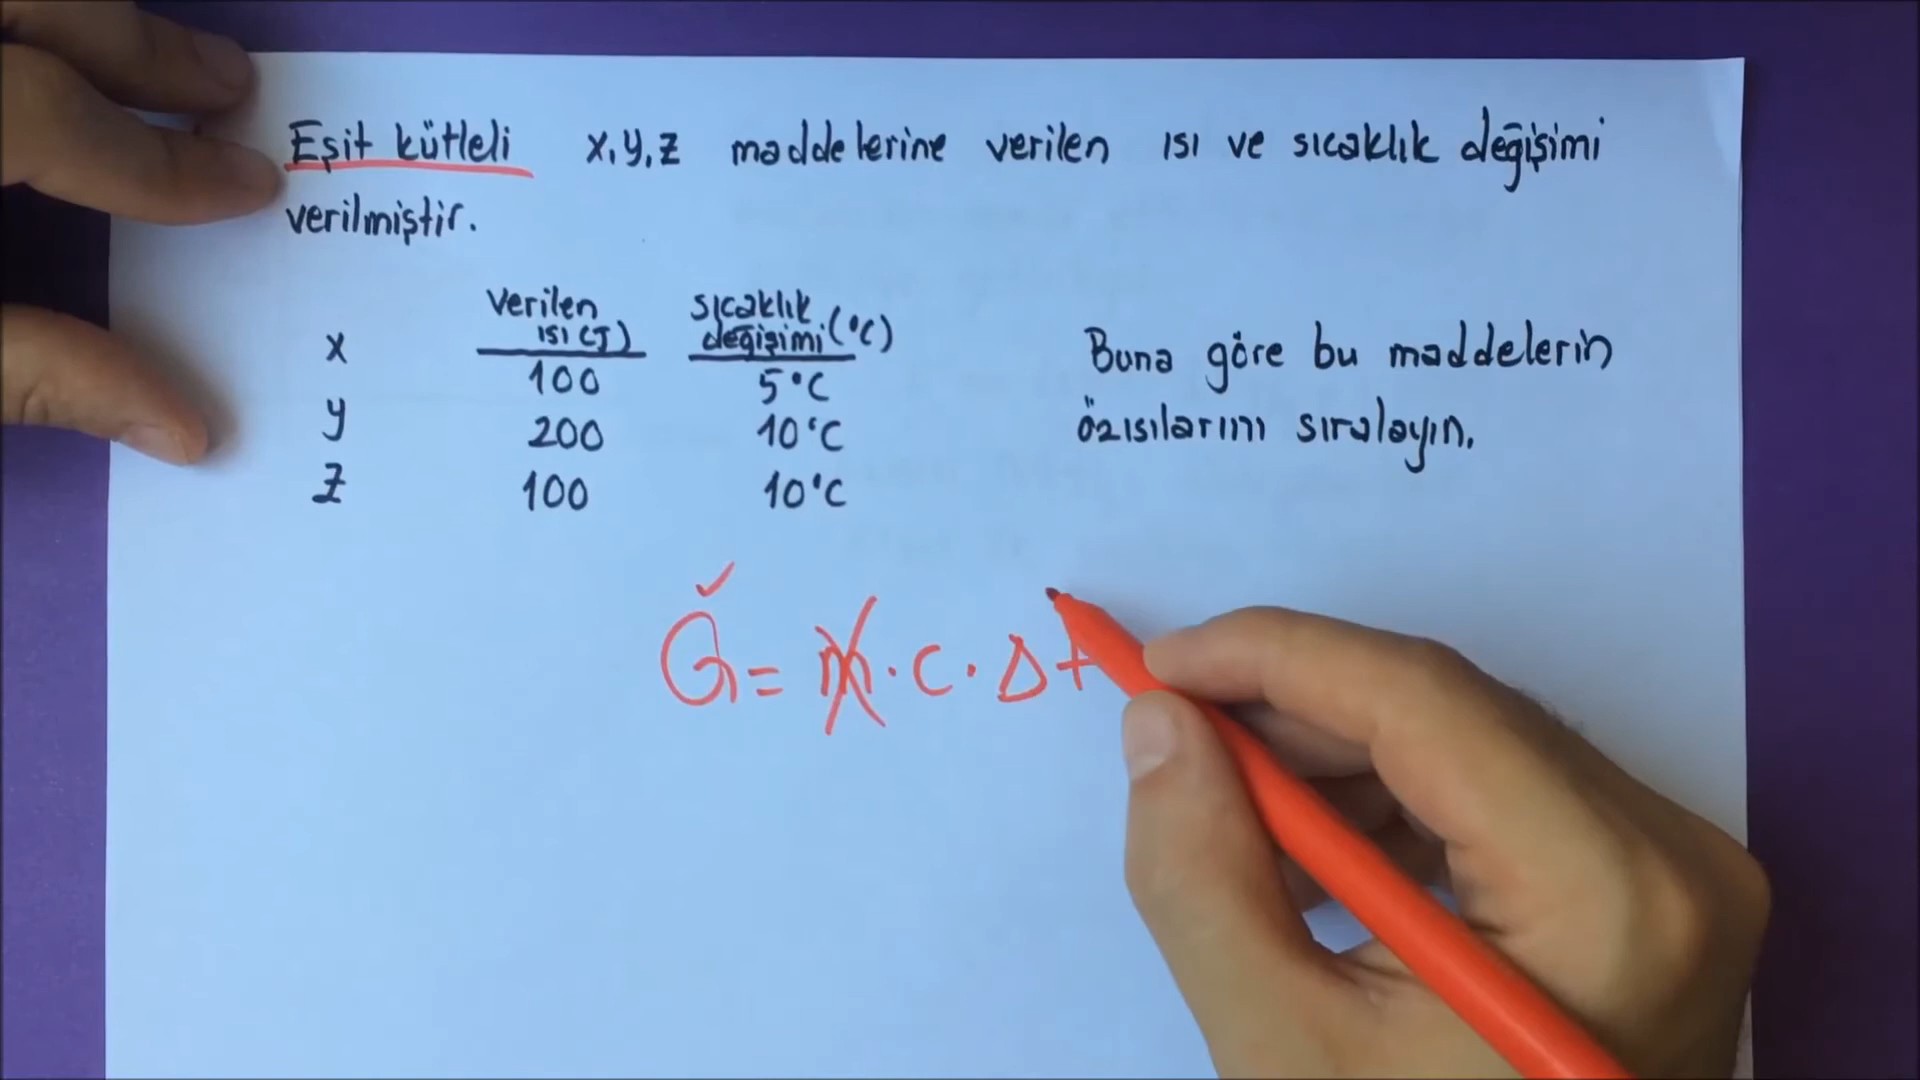 Eşit kütleli x, y, z maddelerine verilen ısı ve sıcaklık değişimi
verilmiştir.
verilen ısı (J) sıcaklık değişimi (°C)
x 100 5°C
y 200 10°C
z 100 10°C
Buna göre bu maddelerin
özısılarını sıralayın.
Q = m . c . Δt